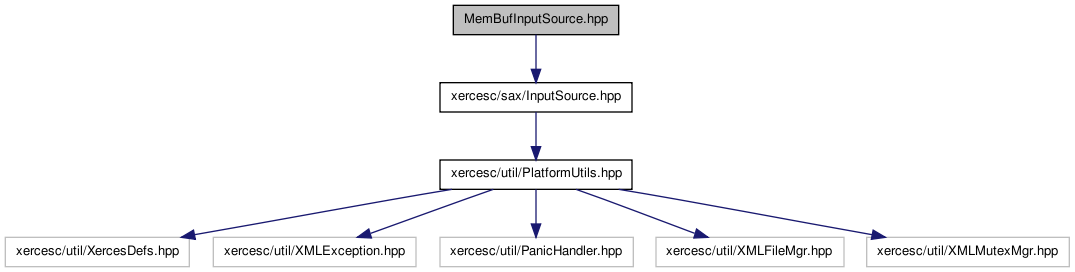 MemBufInputSource.hpp
xercesc/sax/InputSource.hpp
xercesc/util/PlatformUtils.hpp
xercesc/util/XercesDefs.hpp
xercesc/util/XMLException.hpp
xercesc/util/PanicHandler.hpp
xercesc/util/XMLFileMgr.hpp
xercesc/util/XMLMutexMgr.hpp